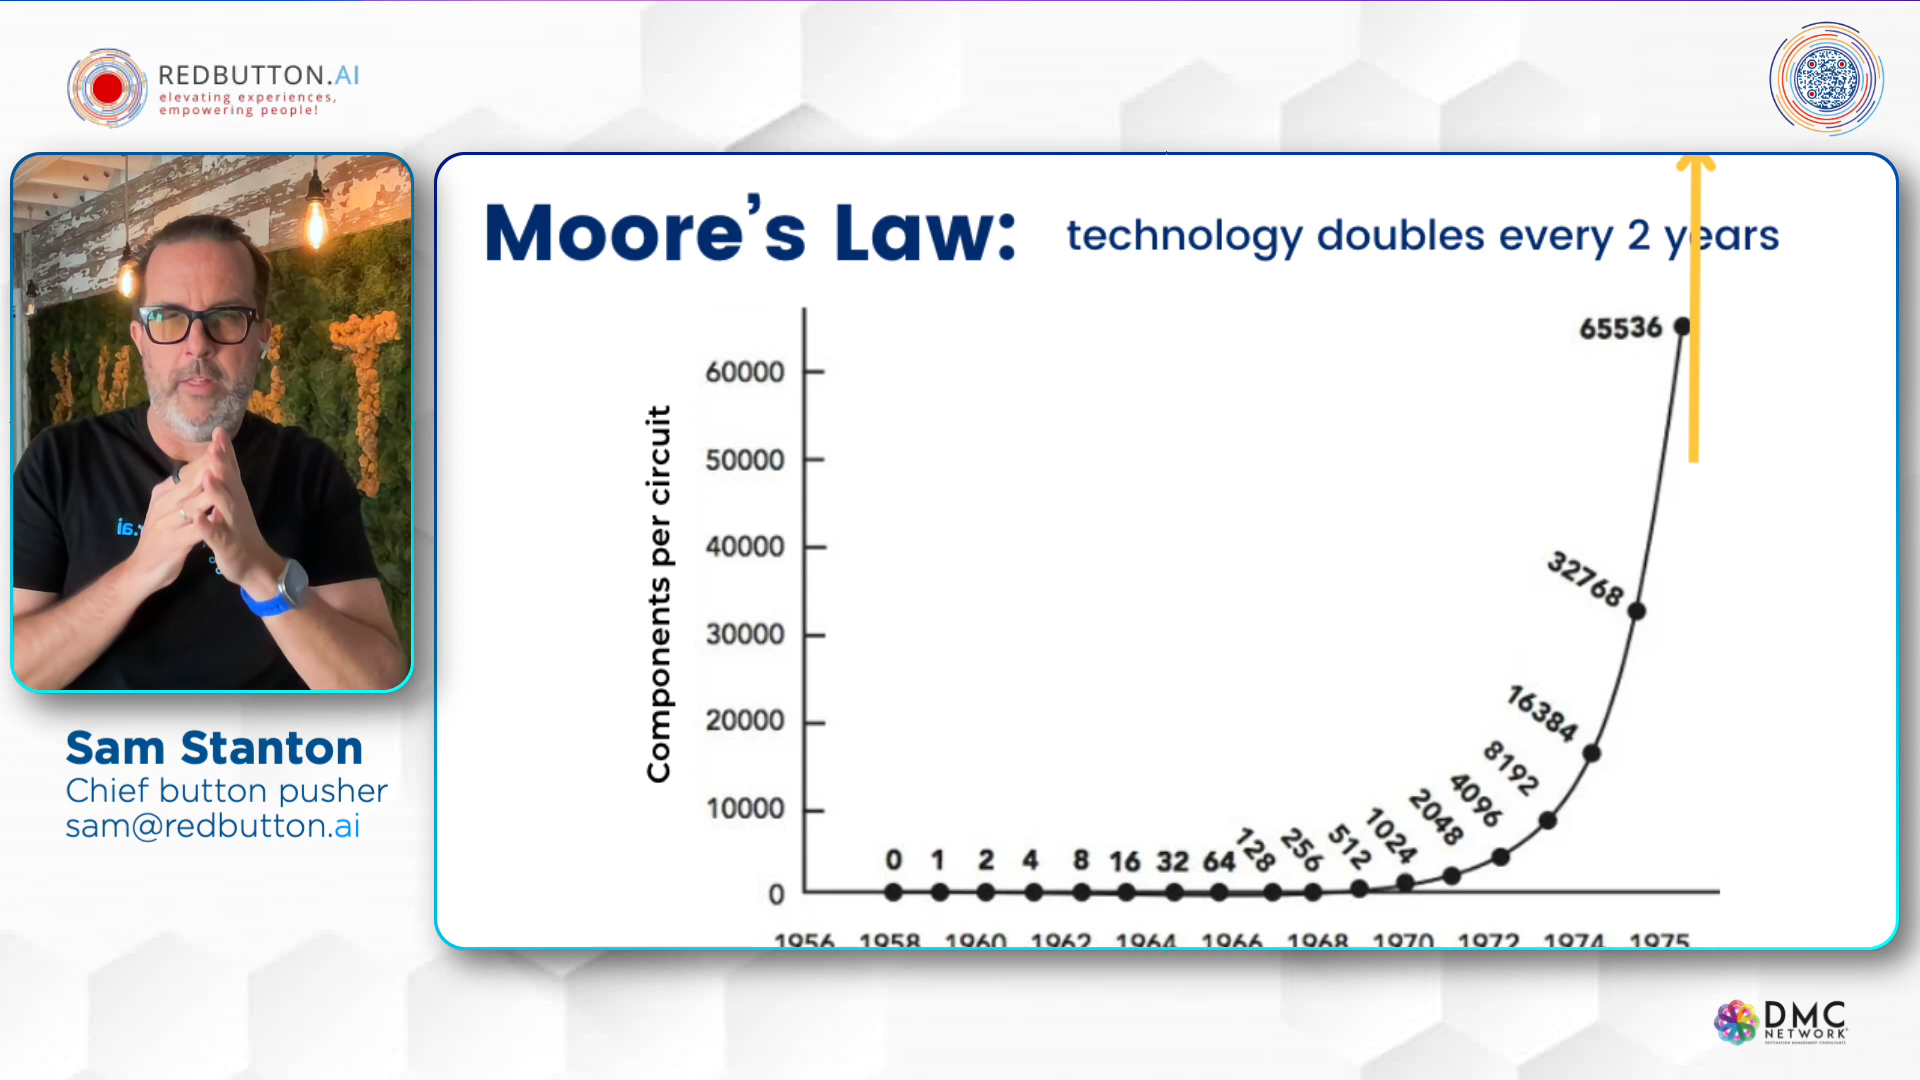 REDBUTTON.AI
elevating experiences,
empowering people!
Moore's Law:
technology doubles every 2 years
Components per circuit
60000
50000
40000
30000
20000
10000
0
0 1 2 4 8 16 32 64 128 256 512 1024 2048 4096 8192 16384 32768 65536
1956 1958 1960 1962 1964 1966 1968 1970 1972 1974 1975
.ai
Sam Stanton
Chief button pusher
sam@redbutton.ai
DMC
NETWORK